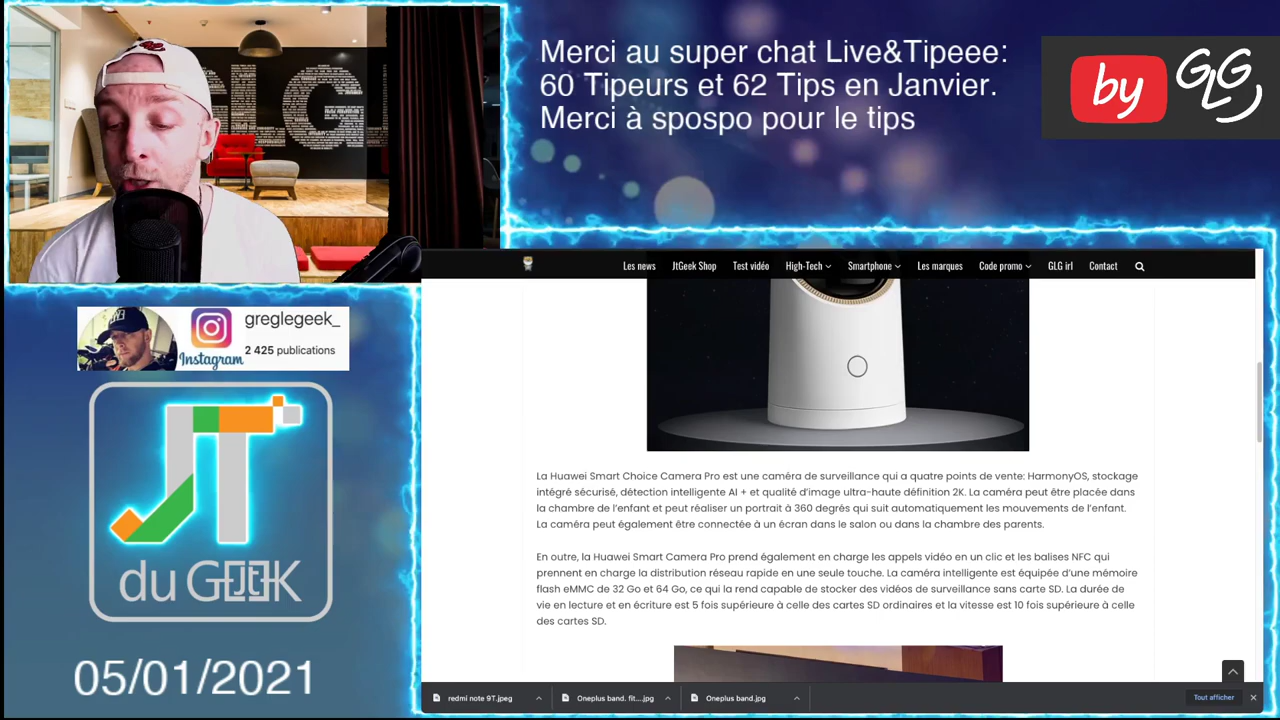 Merci au super chat Live&Tipeee:
60 Tipeurs et 62 Tips en Janvier.
Merci à sposto pour le tips
by GLG
Les news JtGeek Shop Test vidéo High-Tech Smartphone Les marques Code promo GLG irl Contact
greglegeek_
Instagram
2 425 publications
JT
du GEEK
05/01/2021
La Huawei Smart Choice Camera Pro est une caméra de surveillance qui a quatre points de vente: HarmonyOS, stockage
intégré sécurisé, détection intelligente AI + et qualité d'image ultra-haute définition 2K. La caméra peut être placée dans
la chambre de l'enfant et peut réaliser un portrait à 360 degrés qui suit automatiquement les mouvements de l'enfant.
La caméra peut également être connectée à un écran dans le salon ou dans la chambre des parents.
En outre, la Huawei Smart Camera Pro prend également en charge les appels vidéo en un clic et les balises NFC qui
prennent en charge la distribution réseau rapide en une seule touche. La caméra intelligente est équipée d'une mémoire
flash eMMC de 32 Go et 64 Go, ce qui la rend capable de stocker des vidéos de surveillance sans carte SD. La durée de
vie en lecture et en écriture est 5 fois supérieure à celle des cartes SD ordinaires et la vitesse est 10 fois supérieure à celle
des cartes SD.
redmi note 9T.jpeg Oneplus band. fit....jpg Oneplus band.jpg Tout afficher